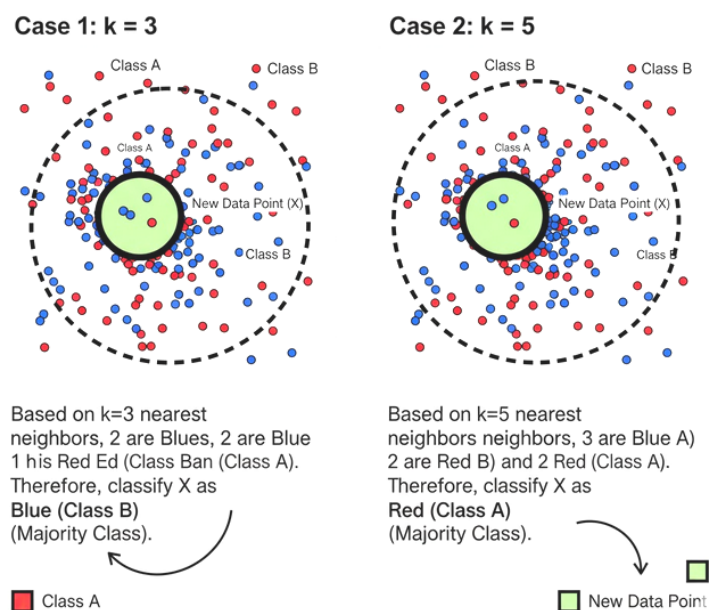 Case 1: k = 3
Class A
Class B
Class A
New Data Point (X)
Class B
Based on k=3 nearest
neighbors, 2 are Blues, 2 are Blue
1 his Red Ed (Class Ban (Class A).
Therefore, classify X as
Blue (Class B)
(Majority Class).
Class A
Case 2: k = 5
Class B
Class B
Class A
New Data Point (X)
Class B
Based on k=5 nearest
neighbors neighbors, 3 are Blue A)
2 are Red B) and 2 Red (Class A).
Therefore, classify X as
Red (Class A)
(Majority Class).
New Data Point